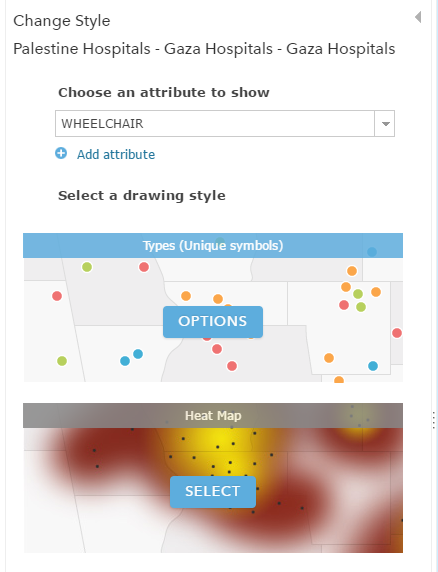 Change Style
Palestine Hospitals - Gaza Hospitals - Gaza Hospitals
Choose an attribute to show
WHEELCHAIR
Add attribute
Select a drawing style
Types (Unique symbols)
OPTIONS
Heat Map
SELECT